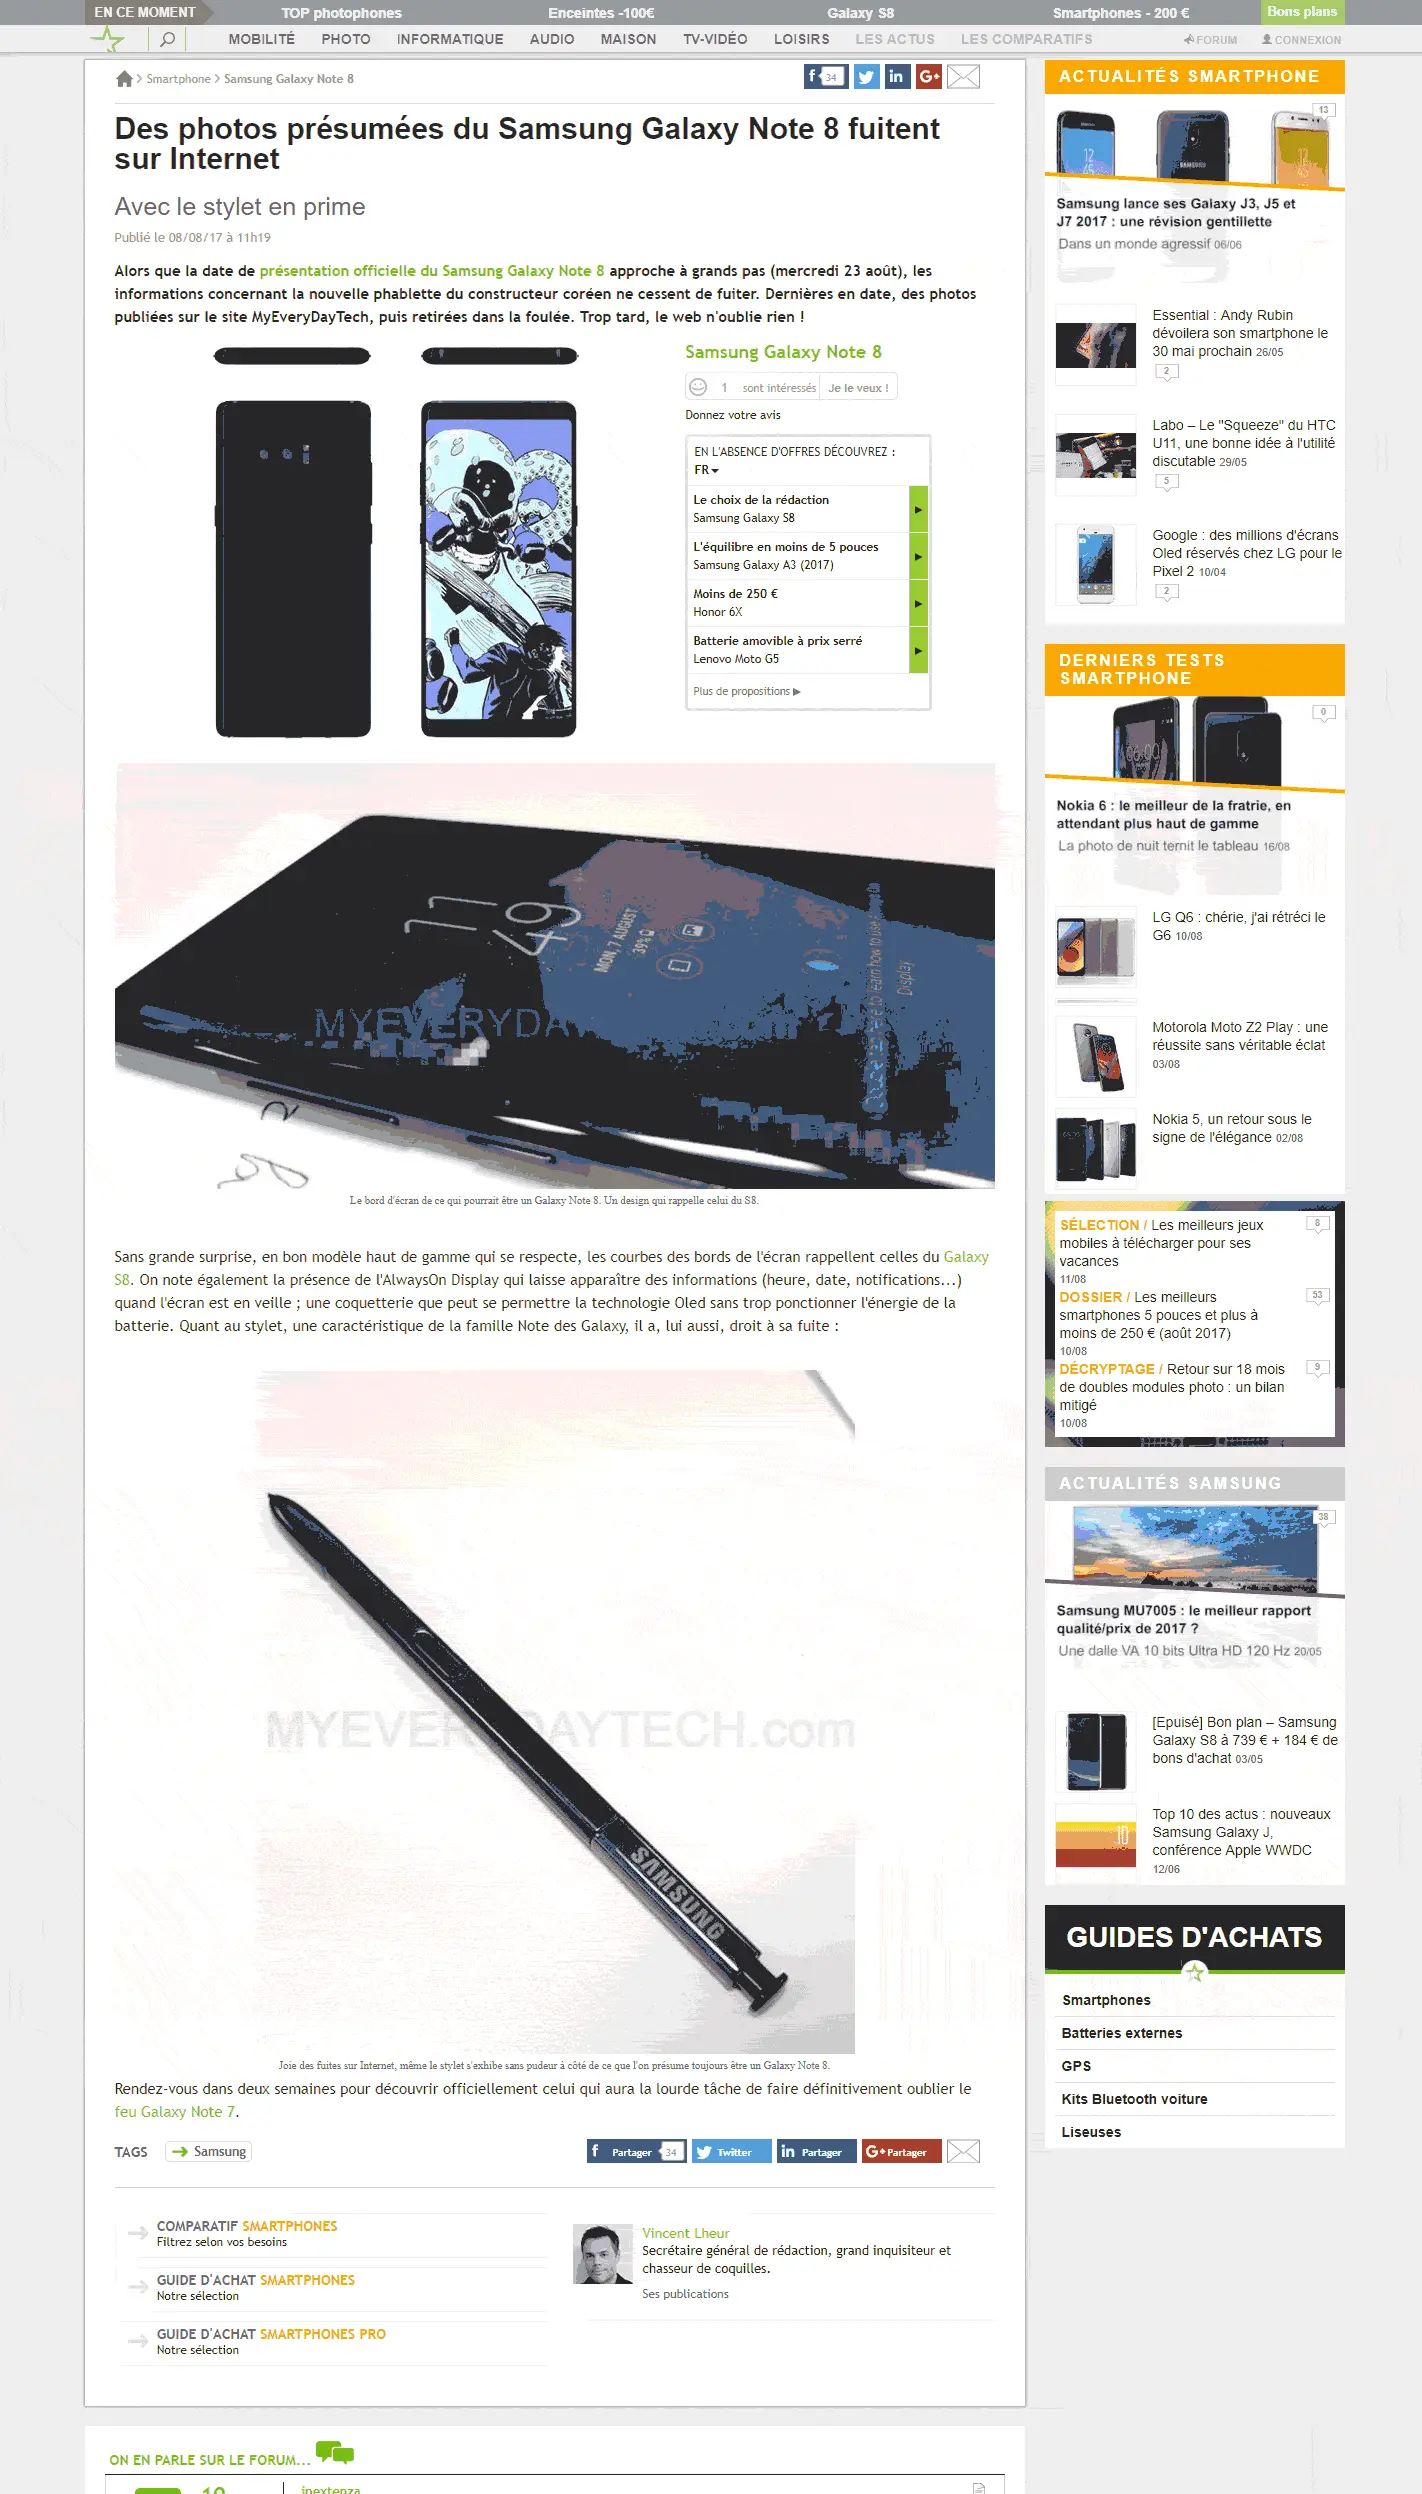 EN CE MOMENT
TOP photophones
Enceintes -100€
Galaxy S8
Smartphones - 200 €
Bons plans
MOBILITÉ PHOTO INFORMATIQUE AUDIO MAISON TV-VIDÉO LOISIRS LES ACTUS LES COMPARATIFS
FORUM CONNEXION
Smartphone > Samsung Galaxy Note 8
f 34 in G+
Des photos présumées du Samsung Galaxy Note 8 fuitent
sur Internet
Avec le stylet en prime
Publié le 08/08/17 à 11h19
Alors que la date de présentation officielle du Samsung Galaxy Note 8 approche à grands pas (mercredi 23 août), les
informations concernant la nouvelle phablette du constructeur coréen ne cessent de fuiter. Dernières en date, des photos
publiées sur le site MyEveryDayTech, puis retirées dans la foulée. Trop tard, le web n'oublie rien !
Samsung Galaxy Note 8
1 sont intéressés Je le veux !
Donnez votre avis
EN L'ABSENCE D'OFFRES DÉCOUVREZ :
FR
Le choix de la rédaction
Samsung Galaxy S8
L'équilibre en moins de 5 pouces
Samsung Galaxy A3 (2017)
Moins de 250 €
Honor 6X
Batterie amovible à prix serré
Lenovo Moto G5
Plus de propositions ▶
11
49
MON, 7 AUGUST
39%
to learn how to use
Display
MYEVERYDA
Le bord d'écran de ce qui pourrait être un Galaxy Note 8. Un design qui rappelle celui du S8.
Sans grande surprise, en bon modèle haut de gamme qui se respecte, les courbes des bords de l'écran rappellent celles du Galaxy
S8. On note également la présence de l'AlwaysOn Display qui laisse apparaître des informations (heure, date, notifications...)
quand l'écran est en veille ; une coquetterie que peut se permettre la technologie Oled sans trop ponctionner l'énergie de la
batterie. Quant au stylet, une caractéristique de la famille Note des Galaxy, il a, lui aussi, droit à sa fuite :
MYEVERYDAYTECH.com
SAMSUNG
Joie des fuites sur Internet, même le stylet s'exhibe sans pudeur à côté de ce que l'on présume toujours être un Galaxy Note 8.
Rendez-vous dans deux semaines pour découvrir officiellement celui qui aura la lourde tâche de faire définitivement oublier le
feu Galaxy Note 7.
TAGS Samsung
f Partager 34 Twitter in Partager G+ Partager
COMPARATIF SMARTPHONES
Filtrez selon vos besoins
GUIDE D'ACHAT SMARTPHONES
Notre sélection
GUIDE D'ACHAT SMARTPHONES PRO
Notre sélection
Vincent Lheur
Secrétaire général de rédaction, grand inquisiteur et
chasseur de coquilles.
Ses publications
ON EN PARLE SUR LE FORUM...
inextenza
ACTUALITÉS SMARTPHONE
13
Samsung lance ses Galaxy J3, J5 et
J7 2017 : une révision gentillette
Dans un monde agressif 06/06
Essential : Andy Rubin
dévoilera son smartphone le
30 mai prochain 26/05
2
Labo – Le "Squeeze" du HTC
U11, une bonne idée à l'utilité
discutable 29/05
5
Google : des millions d'écrans
Oled réservés chez LG pour le
Pixel 2 10/04
2
DERNIERS TESTS
SMARTPHONE
0
Nokia 6 : le meilleur de la fratrie, en
attendant plus haut de gamme
La photo de nuit ternit le tableau 16/08
LG Q6 : chérie, j'ai rétréci le
G6 10/08
Motorola Moto Z2 Play : une
réussite sans véritable éclat
03/08
Nokia 5, un retour sous le
signe de l'élégance 02/08
SÉLECTION / Les meilleurs jeux
mobiles à télécharger pour ses
vacances
11/08
8
DOSSIER / Les meilleurs
smartphones 5 pouces et plus à
moins de 250 € (août 2017)
10/08
53
DÉCRYPTAGE / Retour sur 18 mois
de doubles modules photo : un bilan
mitigé
10/08
9
ACTUALITÉS SAMSUNG
38
Samsung MU7005 : le meilleur rapport
qualité/prix de 2017 ?
Une dalle VA 10 bits Ultra HD 120 Hz 20/05
[Epuisé] Bon plan – Samsung
Galaxy S8 à 739 € + 184 € de
bons d'achat 03/05
Top 10 des actus : nouveaux
Samsung Galaxy J,
conférence Apple WWDC
12/06
GUIDES D'ACHATS
Smartphones
Batteries externes
GPS
Kits Bluetooth voiture
Liseuses